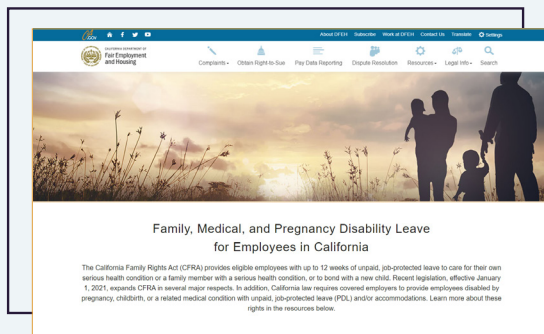 CA
.GOV
About DFEH Subscribe Work at DFEH Contact Us Translate Settings
CALIFORNIA DEPARTMENT OF
Fair Employment
and Housing
Complaints Obtain Right-to-Sue Pay Data Reporting Dispute Resolution Resources Legal Info Search
Family, Medical, and Pregnancy Disability Leave
for Employees in California
The California Family Rights Act (CFRA) provides eligible employees with up to 12 weeks of unpaid, job-protected leave to care for their own
serious health condition or a family member with a serious health condition, or to bond with a new child. Recent legislation, effective January
1, 2021, expands CFRA in several major respects. In addition, California law requires covered employers to provide employees disabled by
pregnancy, childbirth, or a related medical condition with unpaid, job-protected leave (PDL) and/or accommodations. Learn more about these
rights in the resources below.